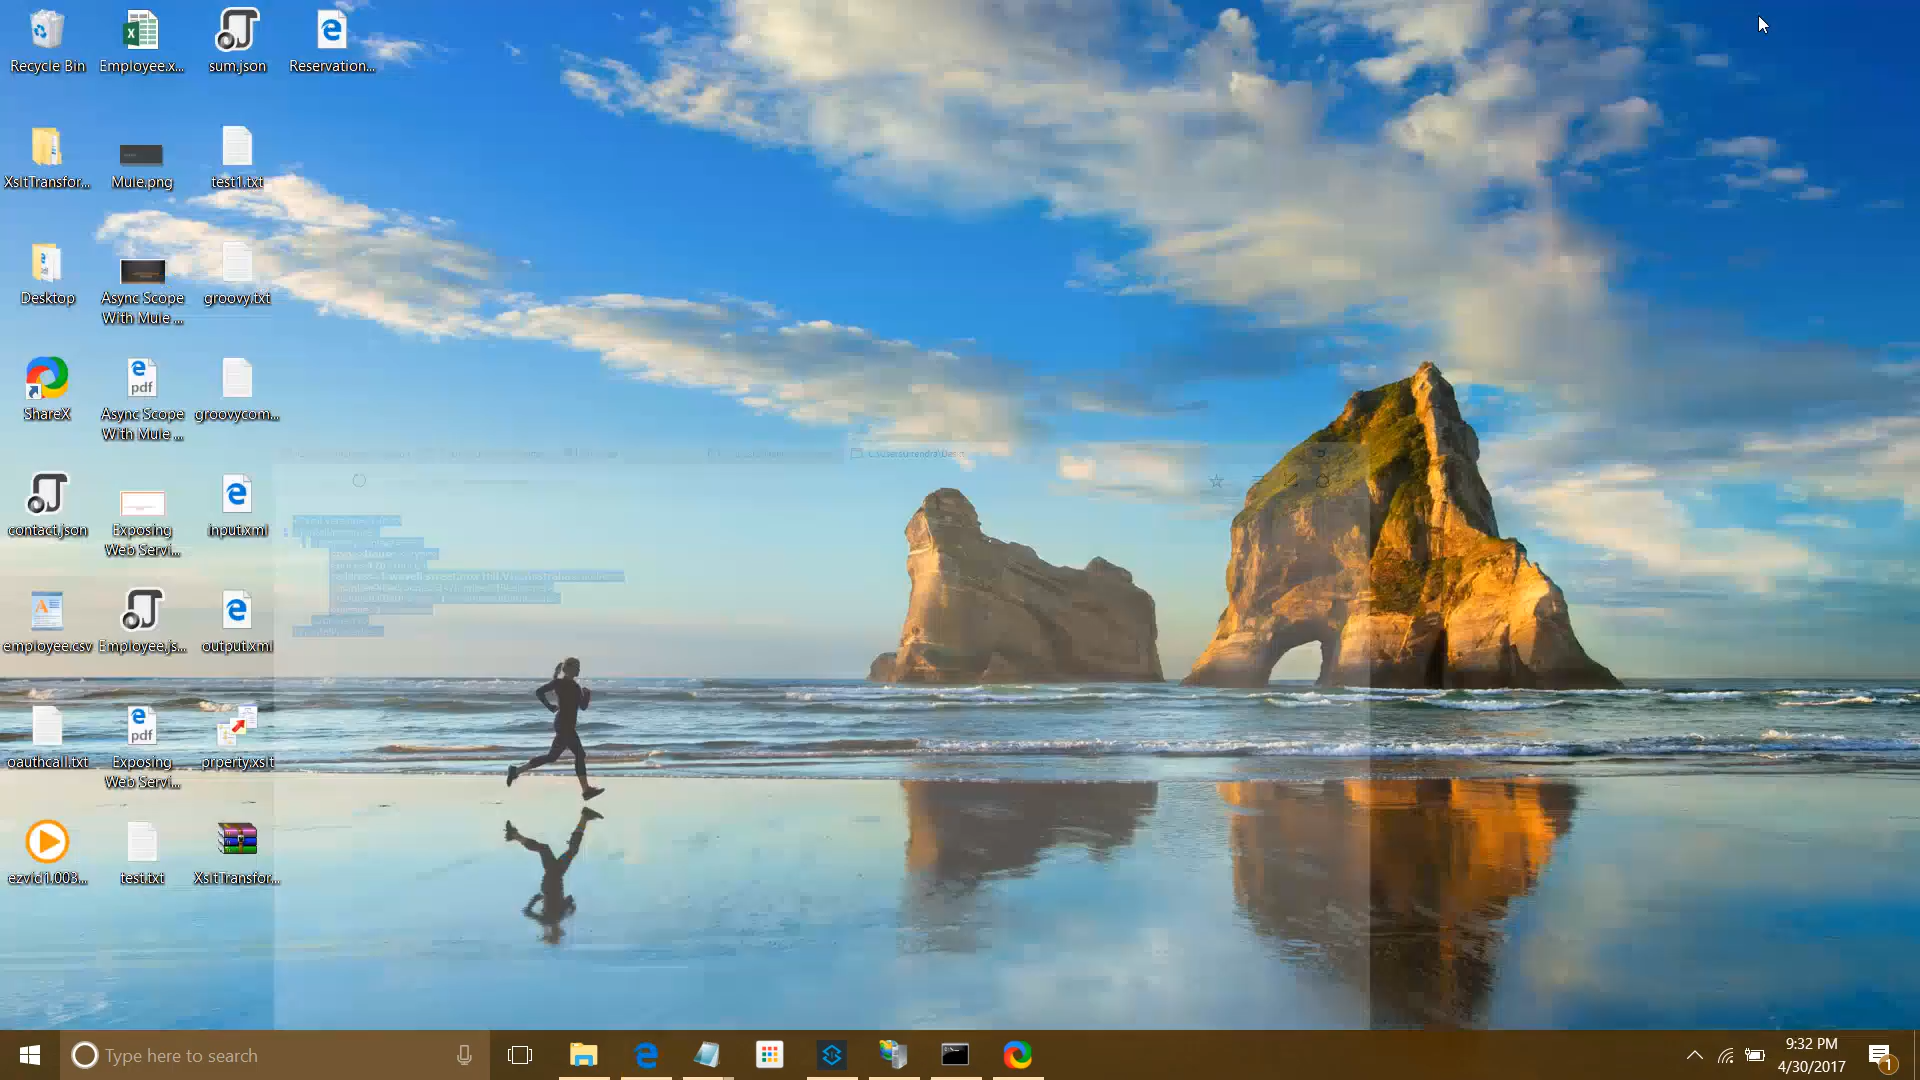 Recycle Bin
Employee.x...
sum.json
Reservation...
XsltTransfor...
Mule.png
test1.txt
Desktop
Async Scope
With Mule ...
groovy.txt
ShareX
pdf
Async Scope
With Mule ...
groovycom...
contact.json
Exposing
Web Servi...
input.xml
employee.csv
Employee.js...
output.xml
oauthcall.txt
pdf
Exposing
Web Servi...
prperty.xslt
ezvid1.003...
test.txt
XsltTransfor...
Type here to search
9:32 PM
4/30/2017
1